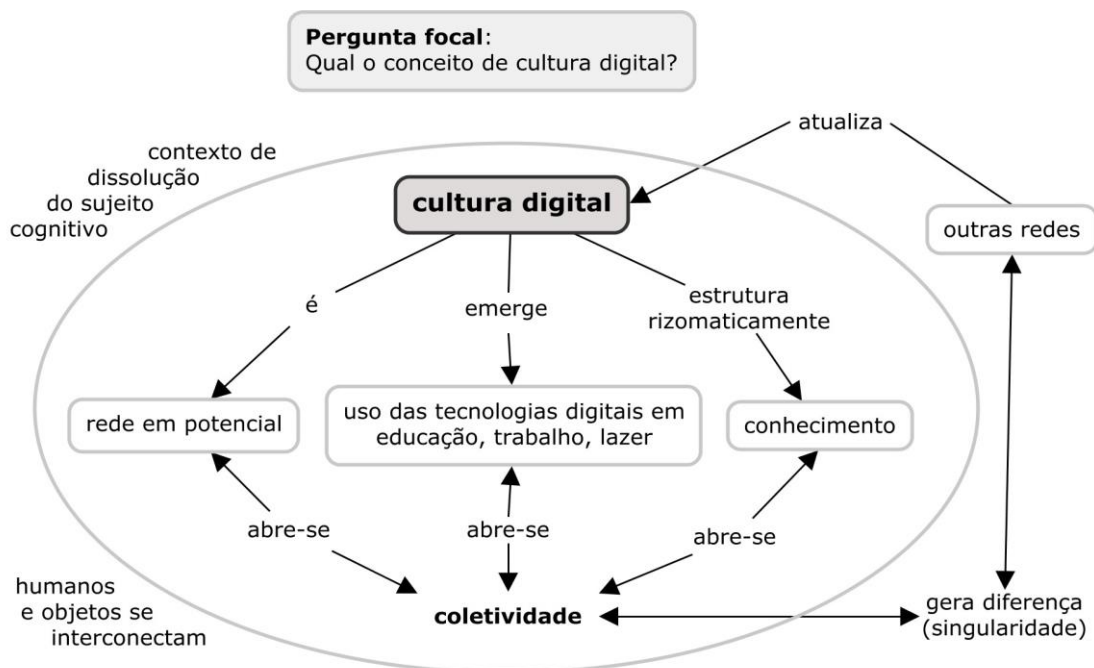 Pergunta focal:
Qual o conceito de cultura digital?
atualiza
contexto de
dissolução
do sujeito
cognitivo
cultura digital
outras redes
é
emerge
estrutura
rizomaticamente
rede em potencial
uso das tecnologias digitais em
educação, trabalho, lazer
conhecimento
abre-se
abre-se
abre-se
humanos
e objetos se
interconectam
coletividade
gera diferença
(singularidade)